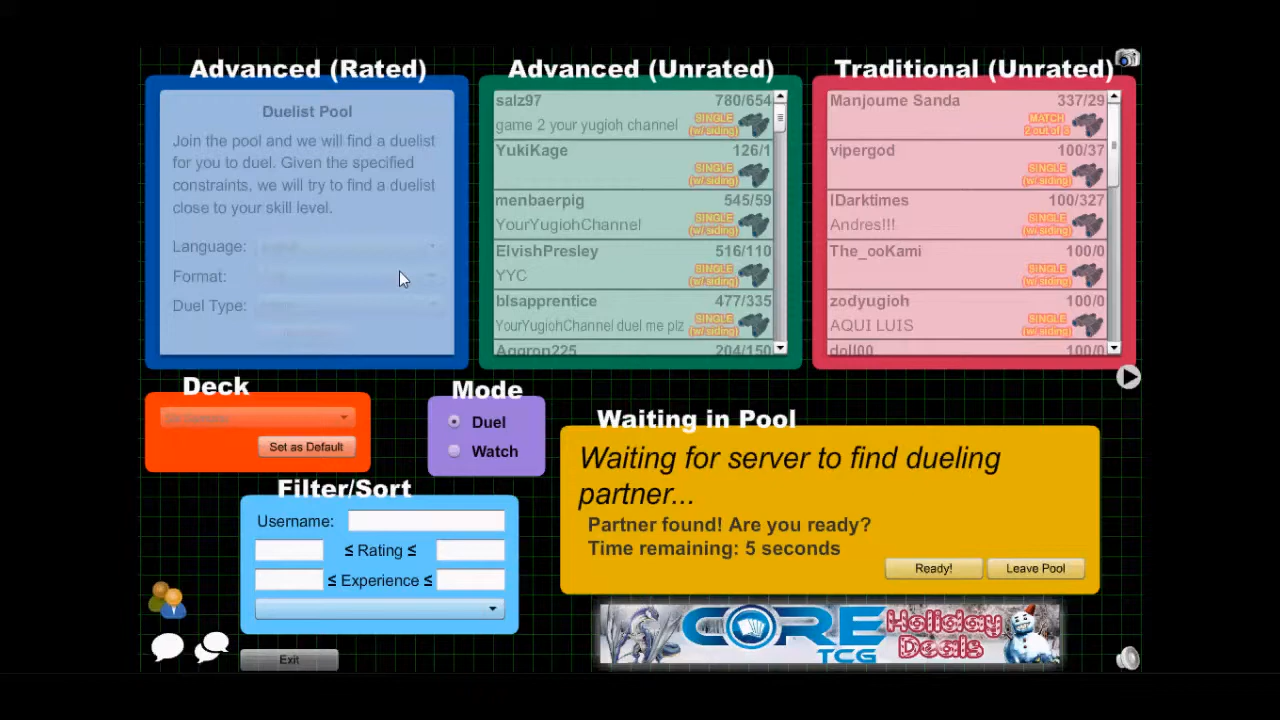 Advanced (Rated)
Duelist Pool
Join the pool and we will find a duelist
for you to duel. Given the specified
constraints, we will try to find a duelist
close to your skill level.
Language:
Format:
Duel Type:
Advanced (Unrated)
salz97 780/654
game 2 your yugioh channel SINGLE (w/ siding)
YukiKage 126/1
SINGLE (w/ siding)
menbaerpig 545/59
YourYugiohChannel SINGLE (w/ siding)
ElvishPresley 516/110
YYC SINGLE (w/ siding)
blsapprentice 477/335
YourYugiohChannel duel me plz SINGLE (w/ siding)
Aggron225 204/150
Traditional (Unrated)
Manjoume Sanda 337/29
MATCH 2 out of 3
vipergod 100/37
SINGLE (w/ siding)
IDarktimes 100/327
Andres!!! SINGLE (w/ siding)
The_ooKami 100/0
SINGLE (w/ siding)
zodyugioh 100/0
AQUI LUIS SINGLE (w/ siding)
doll00 100/0
Deck
Set as Default
Mode
Duel
Watch
Waiting in Pool
Waiting for server to find dueling
partner...
Partner found! Are you ready?
Time remaining: 5 seconds
Ready! Leave Pool
Filter/Sort
Username:
≤ Rating ≤
≤ Experience ≤
Exit
CORE TCG
Holiday Deals